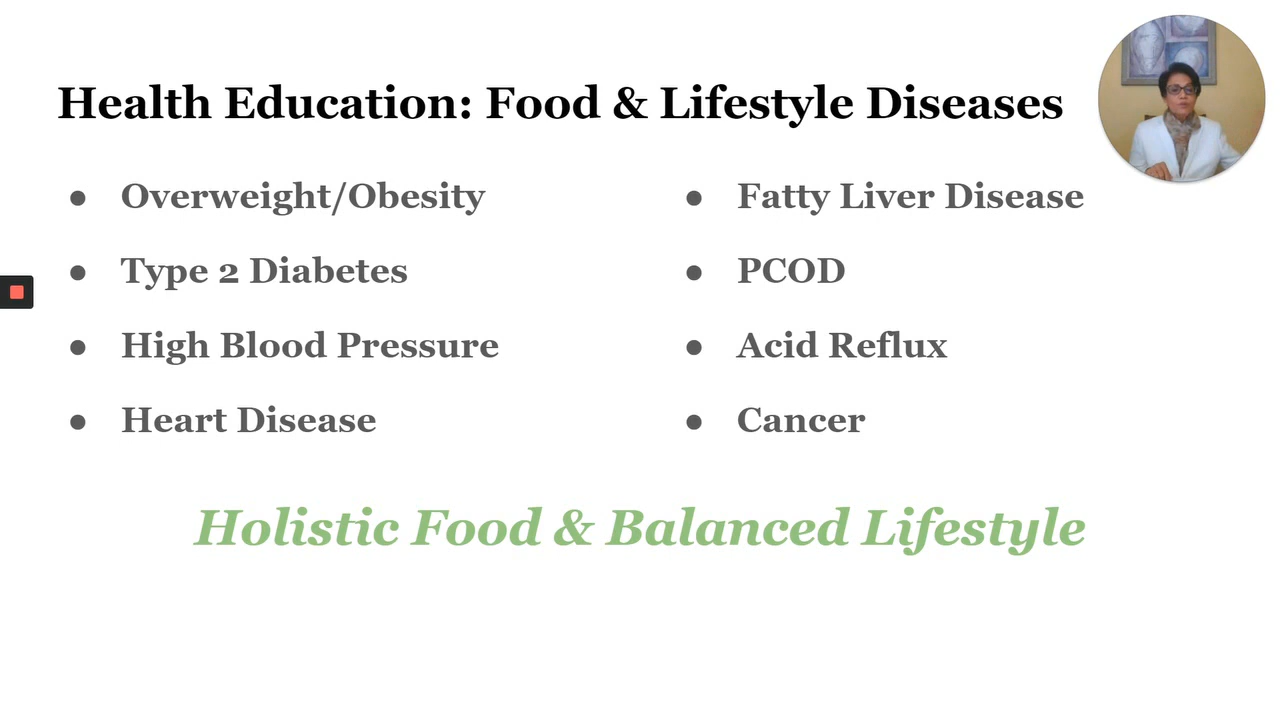 Health Education: Food & Lifestyle Diseases
● Overweight/Obesity
● Type 2 Diabetes
● High Blood Pressure
● Heart Disease
● Fatty Liver Disease
● PCOD
● Acid Reflux
● Cancer
Holistic Food & Balanced Lifestyle